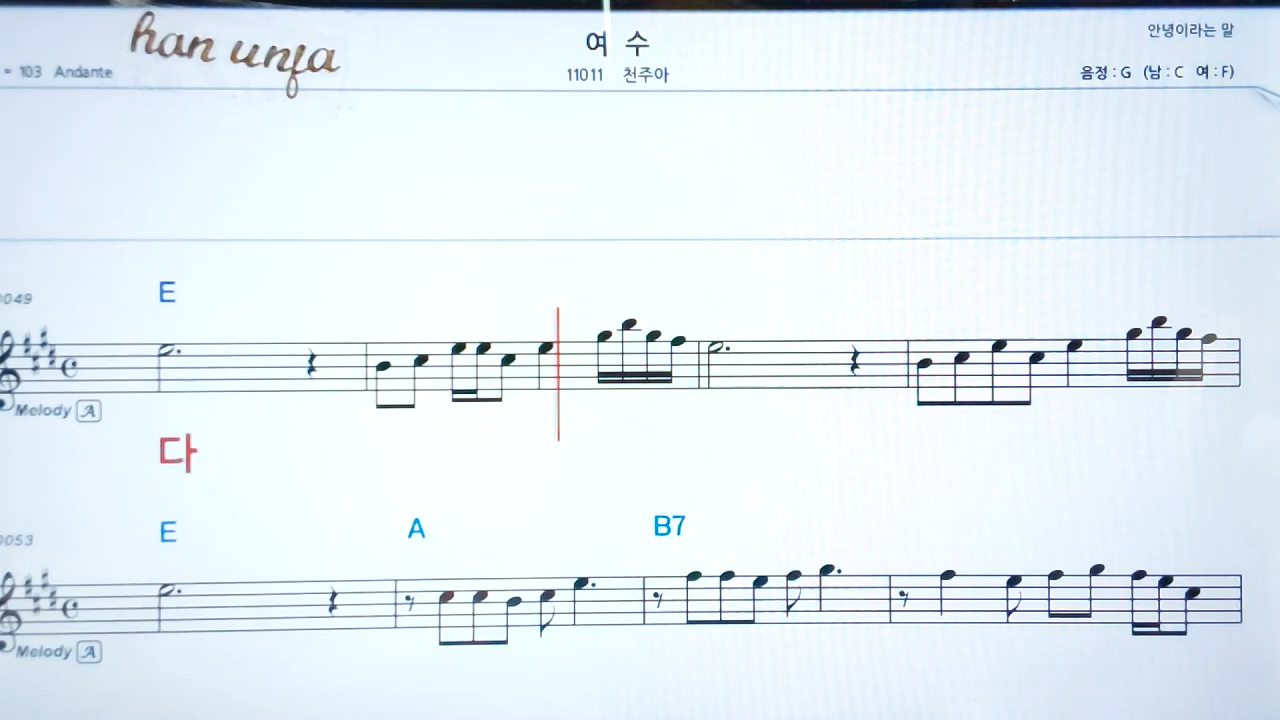 han unja
여 수
안녕이라는 말
= 103 Andante
11011 천주아
음정 : G (남 : C 여 : F)
0049
E
Melody A
다
0053
E A B7
Melody A